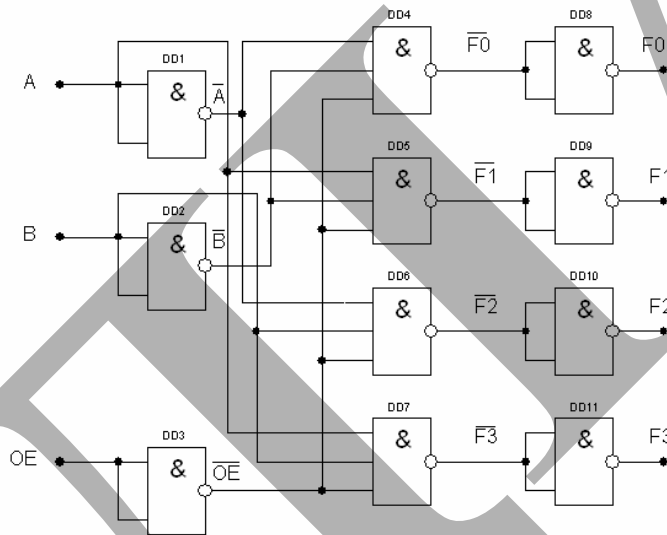 DD4
DD8
&
F̅0̅
&
F0
DD1
A
&
A̅
DD5
DD9
&
F̅1̅
&
F1
DD2
B
&
B̅
DD6
DD10
&
F̅2̅
&
F2
DD7
DD11
&
F̅3̅
&
F3
DD3
OE
&
O̅E̅